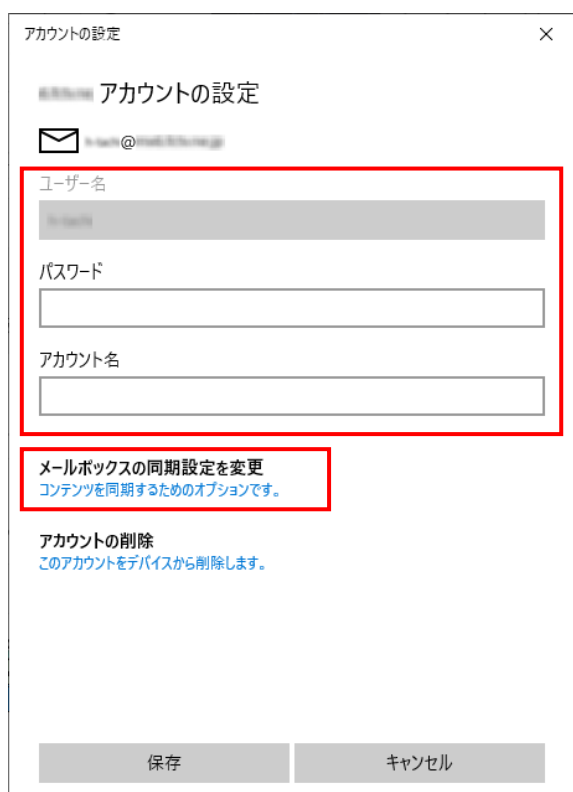 アカウントの設定
アカウントの設定
@
ユーザー名
パスワード
アカウント名
メールボックスの同期設定を変更
コンテンツを同期するためのオプションです。
アカウントの削除
このアカウントをデバイスから削除します。
保存
キャンセル